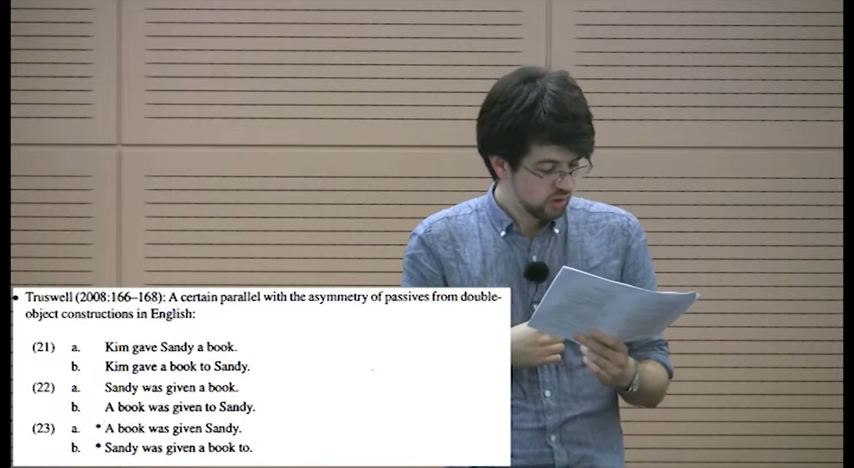 • Truswell (2008:166–168): A certain parallel with the asymmetry of passives from double-
object constructions in English:
(21) a. Kim gave Sandy a book.
b. Kim gave a book to Sandy.
(22) a. Sandy was given a book.
b. A book was given to Sandy.
(23) a. * A book was given Sandy.
b. * Sandy was given a book to.